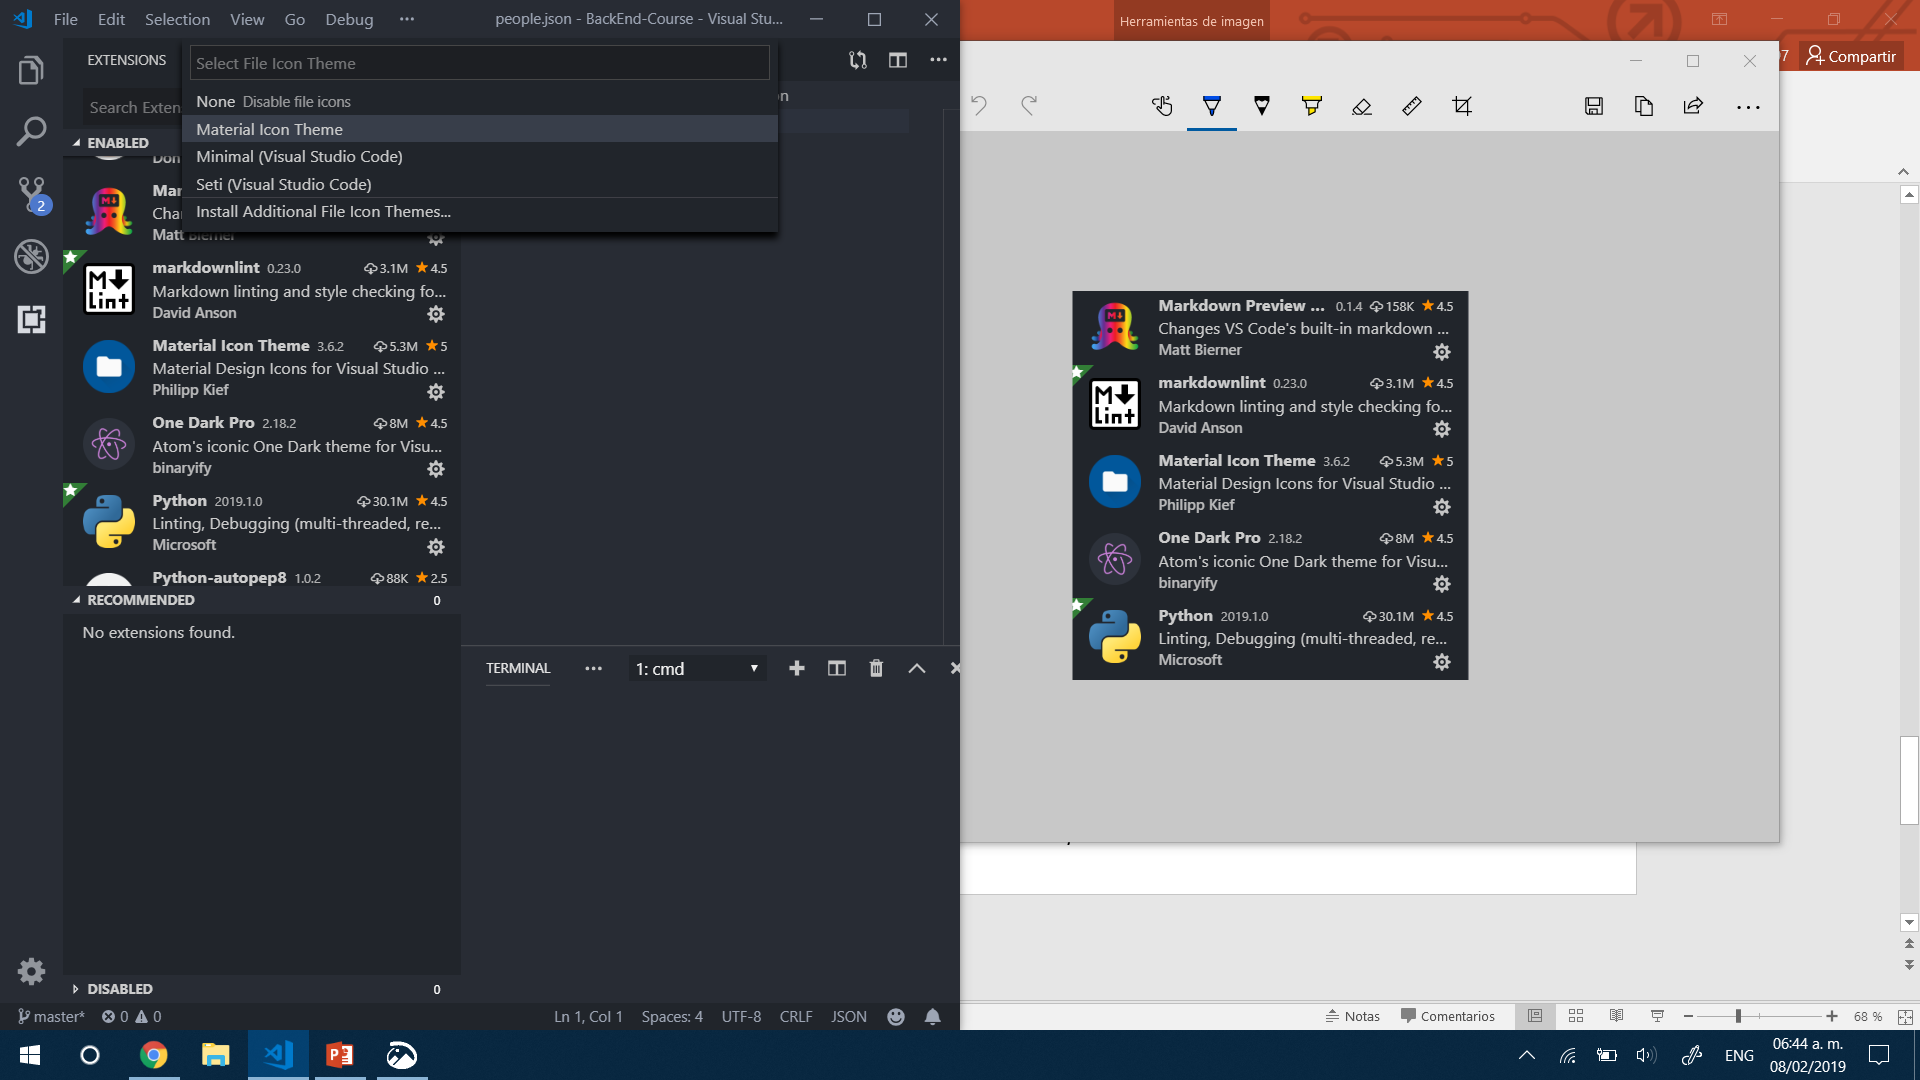 File Edit Selection View Go Debug ··· people.json - BackEnd-Course - Visual Stu...
EXTENSIONS
Select File Icon Theme
Search Exten
None Disable file icons
Material Icon Theme
Minimal (Visual Studio Code)
Seti (Visual Studio Code)
Install Additional File Icon Themes...
ENABLED
Mar
Cha
Matt Bierner
markdownlint 0.23.0 3.1M 4.5
Markdown linting and style checking fo...
David Anson
Material Icon Theme 3.6.2 5.3M 5
Material Design Icons for Visual Studio ...
Philipp Kief
One Dark Pro 2.18.2 8M 4.5
Atom's iconic One Dark theme for Visu...
binaryify
Python 2019.1.0 30.1M 4.5
Linting, Debugging (multi-threaded, re...
Microsoft
Python-autopep8 1.0.2 88K 2.5
RECOMMENDED 0
No extensions found.
DISABLED 0
2
TERMINAL ··· 1: cmd
master* 0 0 Ln 1, Col 1 Spaces: 4 UTF-8 CRLF JSON
Herramientas de imagen
Compartir
M
Markdown Preview ... 0.1.4 158K 4.5
Changes VS Code's built-in markdown ...
Matt Bierner
M
Lint
markdownlint 0.23.0 3.1M 4.5
Markdown linting and style checking fo...
David Anson
Material Icon Theme 3.6.2 5.3M 5
Material Design Icons for Visual Studio ...
Philipp Kief
One Dark Pro 2.18.2 8M 4.5
Atom's iconic One Dark theme for Visu...
binaryify
Python 2019.1.0 30.1M 4.5
Linting, Debugging (multi-threaded, re...
Microsoft
Notas Comentarios 68 %
ENG
06:44 a. m.
08/02/2019